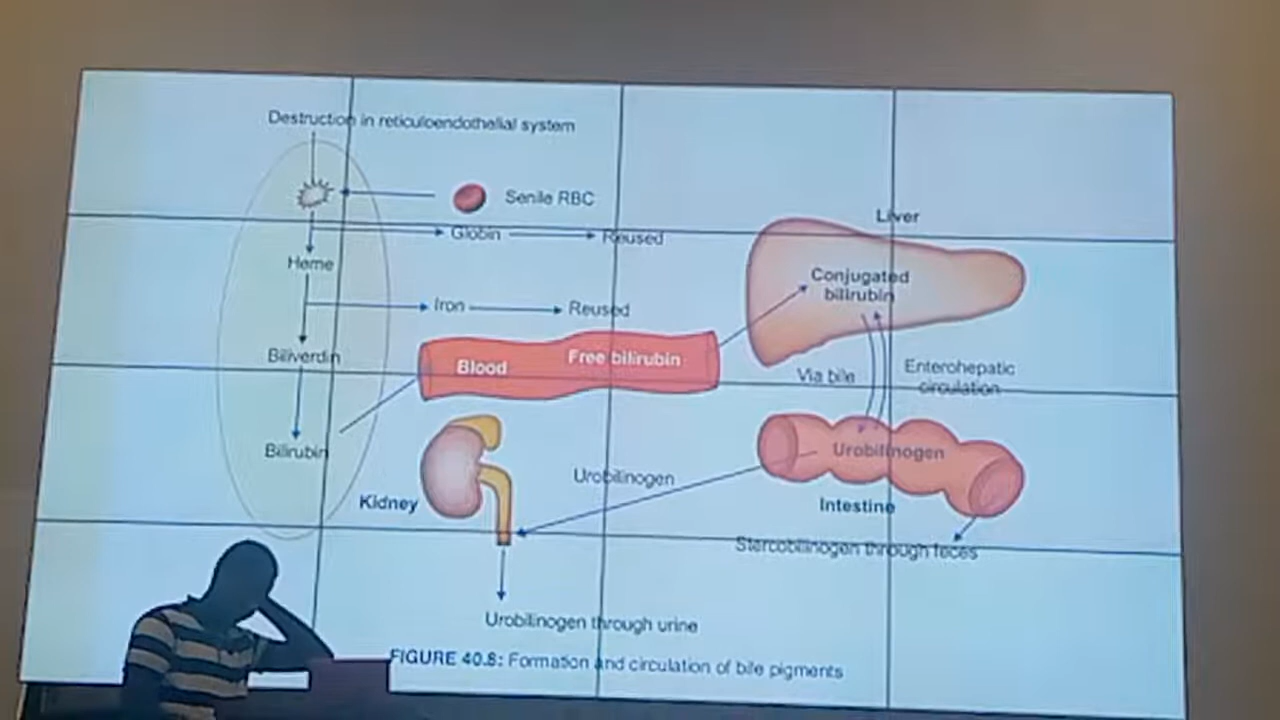 Destruction in reticuloendothelial system
Senile RBC
Globin
Reused
Heme
Iron
Reused
Biliverdin
Bilirubin
Blood
Free bilirubin
Liver
Conjugated
bilirubin
Via bile
Enterohepatic
circulation
Urobilinogen
Intestine
Stercobilinogen through feces
Urobilinogen
Kidney
Urobilinogen through urine
FIGURE 40.8: Formation and circulation of bile pigments